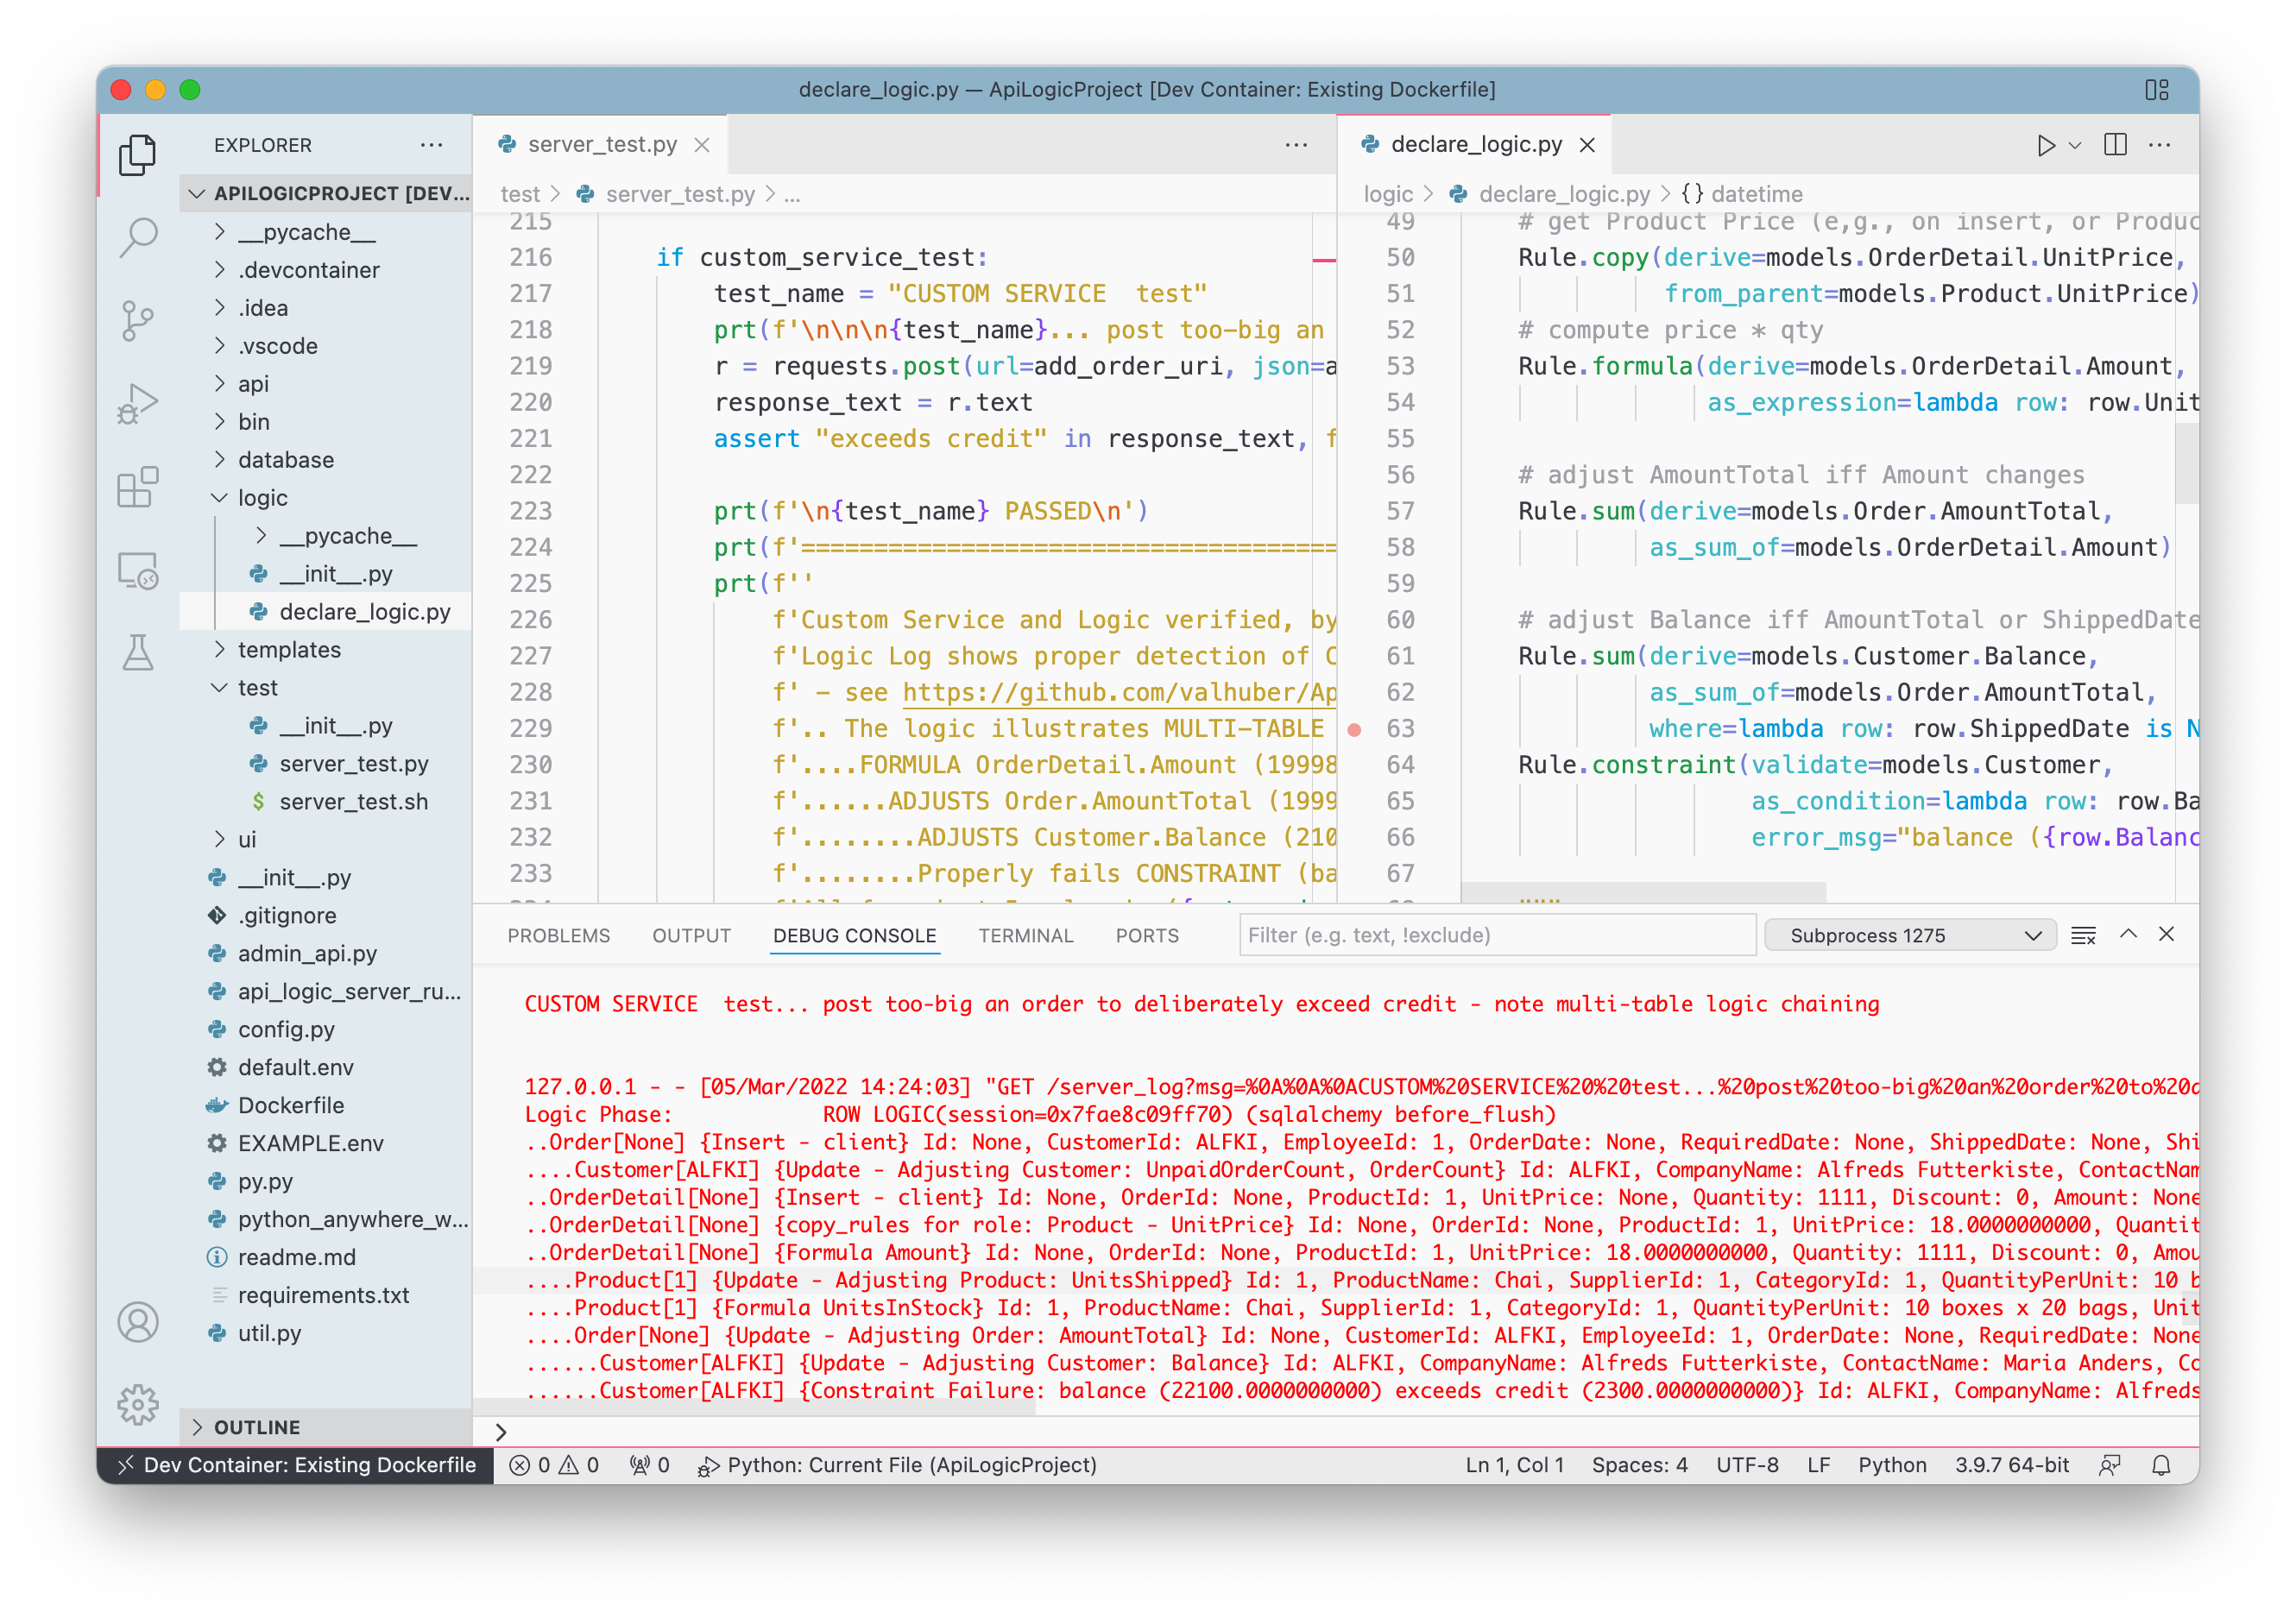 declare_logic.py — ApiLogicProject [Dev Container: Existing Dockerfile]
EXPLORER
APILOGICPROJECT [DEV...
__pycache__
.devcontainer
.idea
.vscode
api
bin
database
logic
__pycache__
__init__.py
declare_logic.py
templates
test
__init__.py
server_test.py
$ server_test.sh
ui
__init__.py
.gitignore
admin_api.py
api_logic_server_ru...
config.py
default.env
Dockerfile
EXAMPLE.env
py.py
python_anywhere_w...
readme.md
requirements.txt
util.py
OUTLINE
server_test.py
test > server_test.py > ...
215
216 if custom_service_test:
217 test_name = "CUSTOM SERVICE  test"
218 prt(f'\n\n\n{test_name}... post too-big an
219 r = requests.post(url=add_order_uri, json=a
220 response_text = r.text
221 assert "exceeds credit" in response_text, f
222
223 prt(f'\n{test_name} PASSED\n')
224 prt(f'=====================================
225 prt(f''
226 f'Custom Service and Logic verified, by
227 f'Logic Log shows proper detection of C
228 f' - see https://github.com/valhuber/Ap
229 f'.. The logic illustrates MULTI-TABLE
230 f'....FORMULA OrderDetail.Amount (19998
231 f'......ADJUSTS Order.AmountTotal (1999
232 f'........ADJUSTS Customer.Balance (210
233 f'........Properly fails CONSTRAINT (ba
declare_logic.py
logic > declare_logic.py > {} datetime
49 # get Product Price (e,g., on insert, or Produc
50 Rule.copy(derive=models.OrderDetail.UnitPrice,
51 from_parent=models.Product.UnitPrice)
52 # compute price * qty
53 Rule.formula(derive=models.OrderDetail.Amount,
54 as_expression=lambda row: row.Unit
55
56 # adjust AmountTotal iff Amount changes
57 Rule.sum(derive=models.Order.AmountTotal,
58 as_sum_of=models.OrderDetail.Amount)
59
60 # adjust Balance iff AmountTotal or ShippedDate
61 Rule.sum(derive=models.Customer.Balance,
62 as_sum_of=models.Order.AmountTotal,
63 where=lambda row: row.ShippedDate is N
64 Rule.constraint(validate=models.Customer,
65 as_condition=lambda row: row.Ba
66 error_msg="balance ({row.Balanc
67
PROBLEMS OUTPUT DEBUG CONSOLE TERMINAL PORTS Filter (e.g. text, !exclude) Subprocess 1275
CUSTOM SERVICE  test... post too-big an order to deliberately exceed credit - note multi-table logic chaining
127.0.0.1 - - [05/Mar/2022 14:24:03] "GET /server_log?msg=%0A%0A%0ACUSTOM%20SERVICE%20%20test...%20post%20too-big%20an%20order%20to%20d
Logic Phase: ROW LOGIC(session=0x7fae8c09ff70) (sqlalchemy before_flush)
..Order[None] {Insert - client} Id: None, CustomerId: ALFKI, EmployeeId: 1, OrderDate: None, RequiredDate: None, ShippedDate: None, Shi
....Customer[ALFKI] {Update - Adjusting Customer: UnpaidOrderCount, OrderCount} Id: ALFKI, CompanyName: Alfreds Futterkiste, ContactNam
..OrderDetail[None] {Insert - client} Id: None, OrderId: None, ProductId: 1, UnitPrice: None, Quantity: 1111, Discount: 0, Amount: None
..OrderDetail[None] {copy_rules for role: Product - UnitPrice} Id: None, OrderId: None, ProductId: 1, UnitPrice: 18.0000000000, Quantit
..OrderDetail[None] {Formula Amount} Id: None, OrderId: None, ProductId: 1, UnitPrice: 18.0000000000, Quantity: 1111, Discount: 0, Amou
....Product[1] {Update - Adjusting Product: UnitsShipped} Id: 1, ProductName: Chai, SupplierId: 1, CategoryId: 1, QuantityPerUnit: 10 b
....Product[1] {Formula UnitsInStock} Id: 1, ProductName: Chai, SupplierId: 1, CategoryId: 1, QuantityPerUnit: 10 boxes x 20 bags, Unit
....Order[None] {Update - Adjusting Order: AmountTotal} Id: None, CustomerId: ALFKI, EmployeeId: 1, OrderDate: None, RequiredDate: None
......Customer[ALFKI] {Update - Adjusting Customer: Balance} Id: ALFKI, CompanyName: Alfreds Futterkiste, ContactName: Maria Anders, Co
......Customer[ALFKI] {Constraint Failure: balance (22100.0000000000) exceeds credit (2300.0000000000)} Id: ALFKI, CompanyName: Alfreds
>
Dev Container: Existing Dockerfile 0 0 0 Python: Current File (ApiLogicProject) Ln 1, Col 1 Spaces: 4 UTF-8 LF Python 3.9.7 64-bit